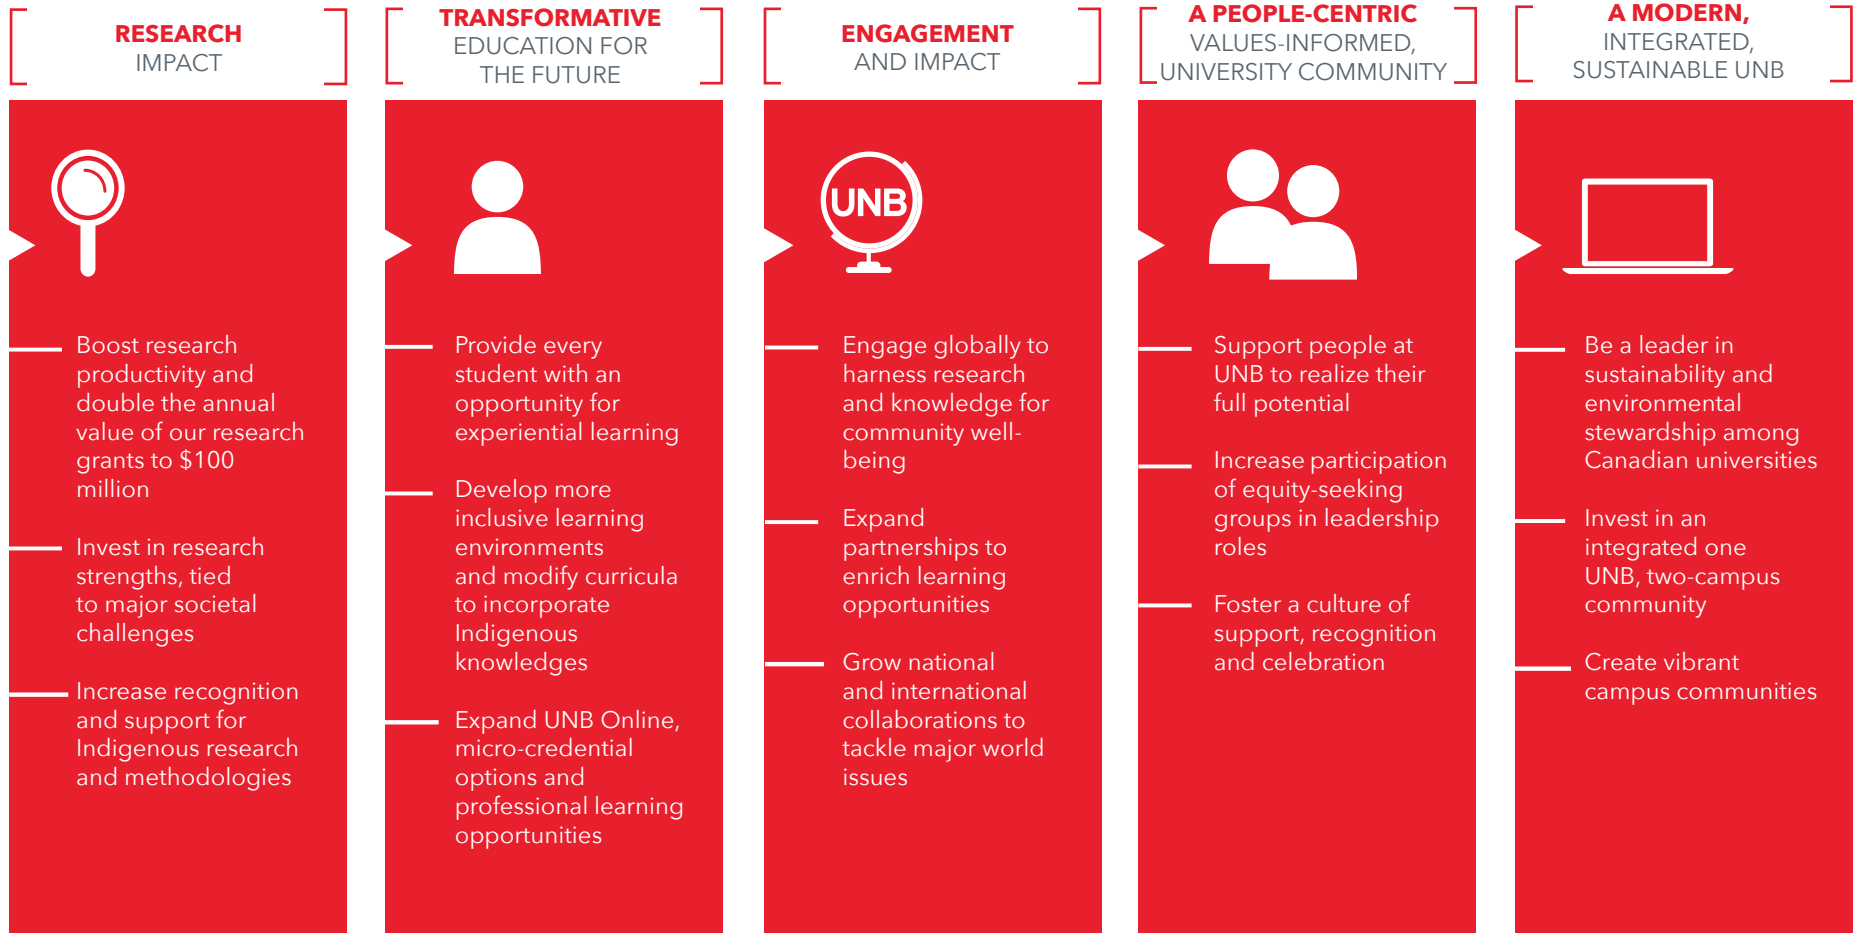 RESEARCH
IMPACT
Boost research
productivity and
double the annual
value of our research
grants to $100
million
Invest in research
strengths, tied
to major societal
challenges
Increase recognition
and support for
Indigenous research
and methodologies
TRANSFORMATIVE
EDUCATION FOR
THE FUTURE
Provide every
student with an
opportunity for
experiential learning
Develop more
inclusive learning
environments
and modify curricula
to incorporate
Indigenous
knowledges
Expand UNB Online,
micro-credential
options and
professional learning
opportunities
ENGAGEMENT
AND IMPACT
UNB
Engage globally to
harness research
and knowledge for
community well-
being
Expand
partnerships to
enrich learning
opportunities
Grow national
and international
collaborations to
tackle major world
issues
A PEOPLE-CENTRIC
VALUES-INFORMED,
UNIVERSITY COMMUNITY
Support people at
UNB to realize their
full potential
Increase participation
of equity-seeking
groups in leadership
roles
Foster a culture of
support, recognition
and celebration
A MODERN,
INTEGRATED,
SUSTAINABLE UNB
Be a leader in
sustainability and
environmental
stewardship among
Canadian universities
Invest in an
integrated one
UNB, two-campus
community
Create vibrant
campus communities